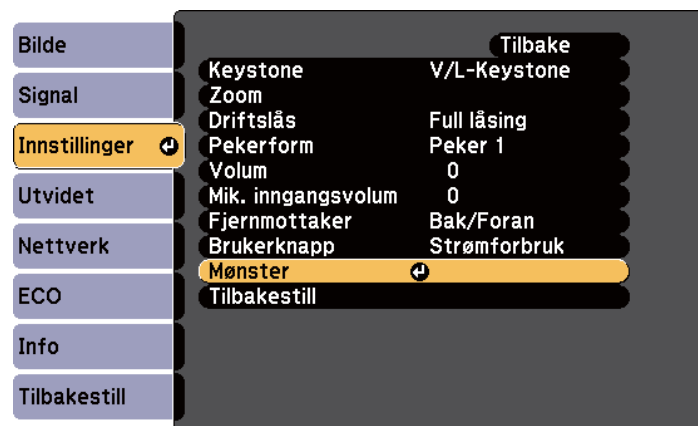 Bilde
Signal
Innstillinger
Utvidet
Nettverk
ECO
Info
Tilbakestill
Tilbake
Keystone V/L-Keystone
Zoom
Driftslås Full låsing
Pekerform Peker 1
Volum 0
Mik. inngangsvolum 0
Fjernmottaker Bak/Foran
Brukerknapp Strømforbruk
Mønster
Tilbakestill